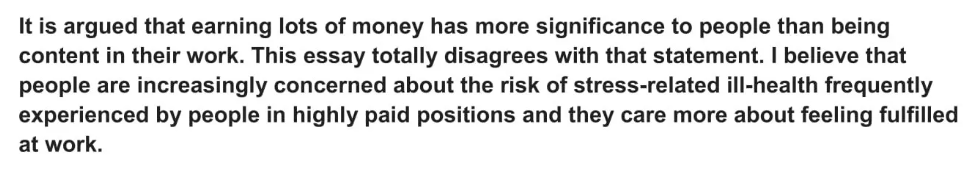 It is argued that earning lots of money has more significance to people than being
content in their work. This essay totally disagrees with that statement. I believe that
people are increasingly concerned about the risk of stress-related ill-health frequently
experienced by people in highly paid positions and they care more about feeling fulfilled
at work.